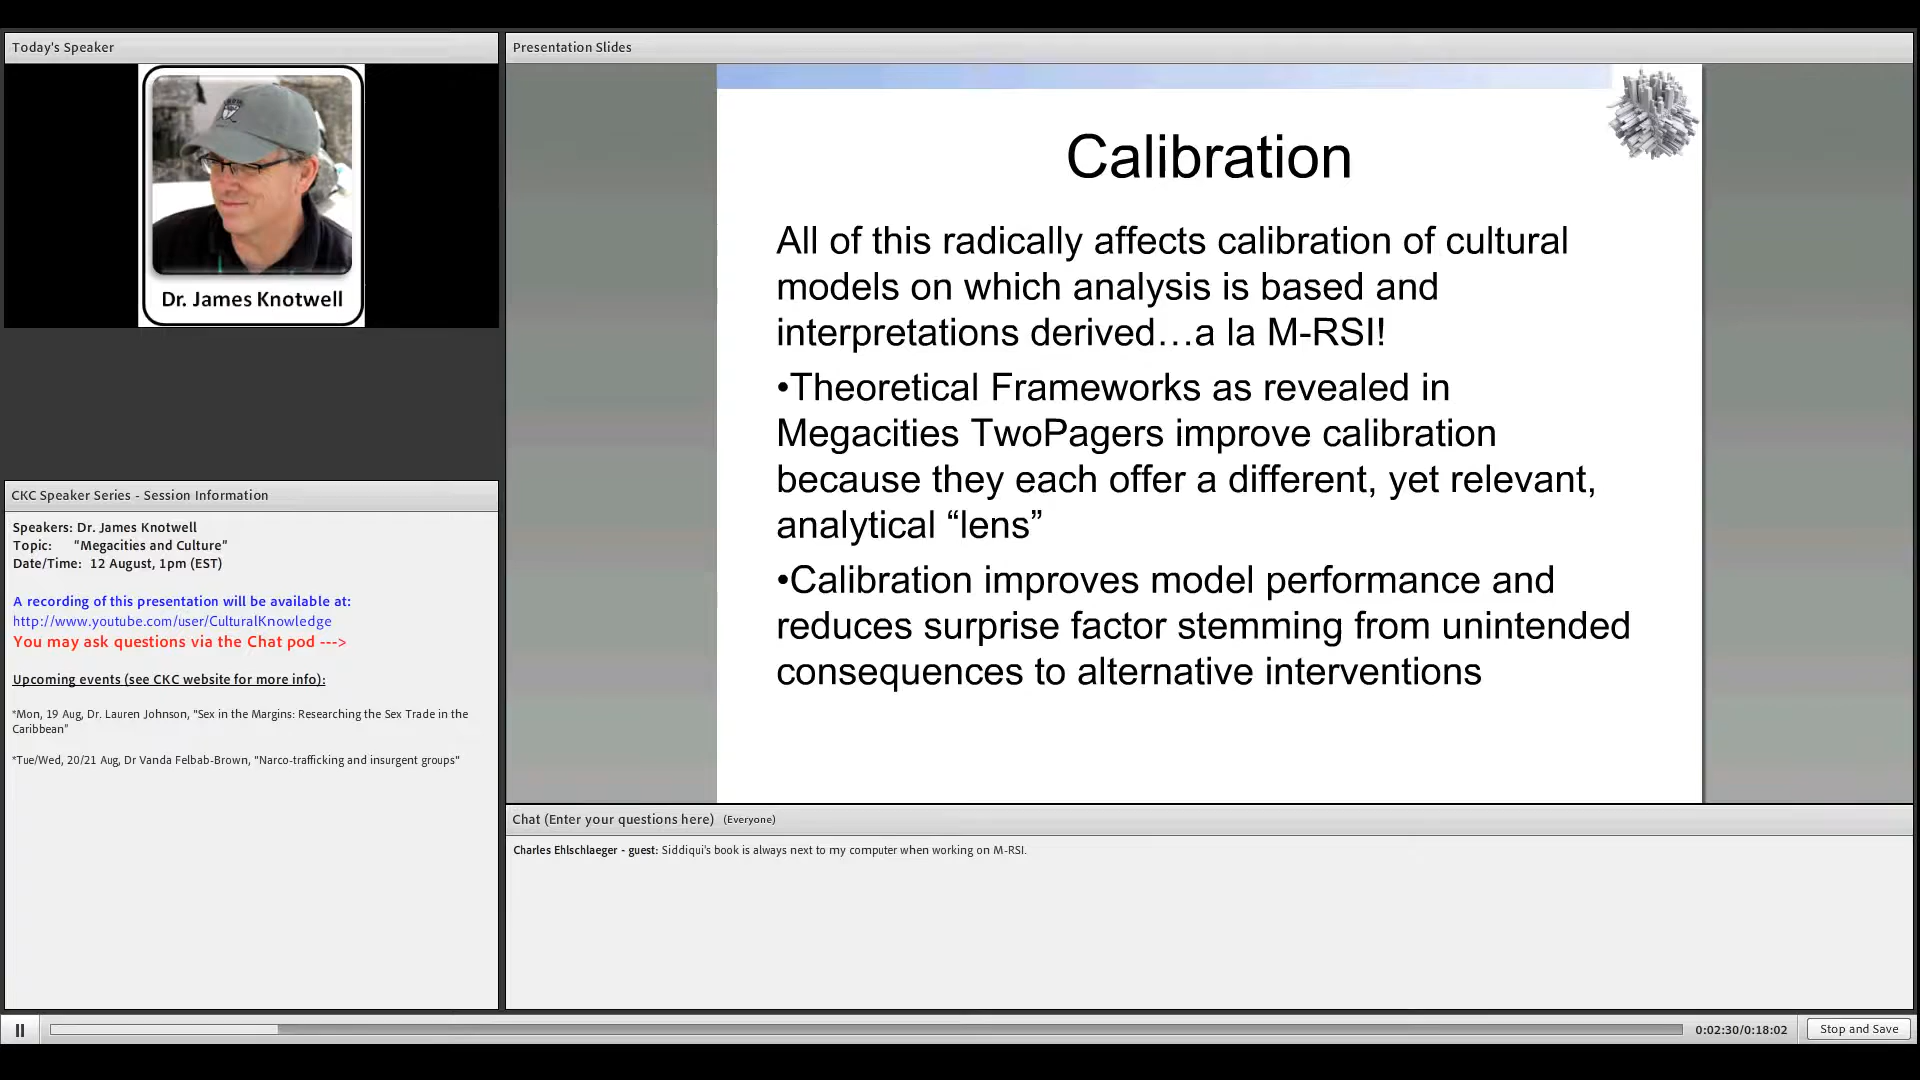 Today's Speaker
Dr. James Knotwell
CKC Speaker Series - Session Information
Speakers: Dr. James Knotwell
Topic: "Megacities and Culture"
Date/Time: 12 August, 1pm (EST)
A recording of this presentation will be available at:
http://www.youtube.com/user/CulturalKnowledge
You may ask questions via the Chat pod --->
Upcoming events (see CKC website for more info):
*Mon, 19 Aug, Dr. Lauren Johnson, "Sex in the Margins: Researching the Sex Trade in the
Caribbean"
*Tue/Wed, 20/21 Aug, Dr Vanda Felbab-Brown, "Narco-trafficking and insurgent groups"
Presentation Slides
Calibration
All of this radically affects calibration of cultural
models on which analysis is based and
interpretations derived…a la M-RSI!
•Theoretical Frameworks as revealed in
Megacities TwoPagers improve calibration
because they each offer a different, yet relevant,
analytical “lens”
•Calibration improves model performance and
reduces surprise factor stemming from unintended
consequences to alternative interventions
Chat (Enter your questions here) (Everyone)
Charles Ehlschlaeger - guest: Siddiqui's book is always next to my computer when working on M-RSI.
0:02:30/0:18:02
Stop and Save